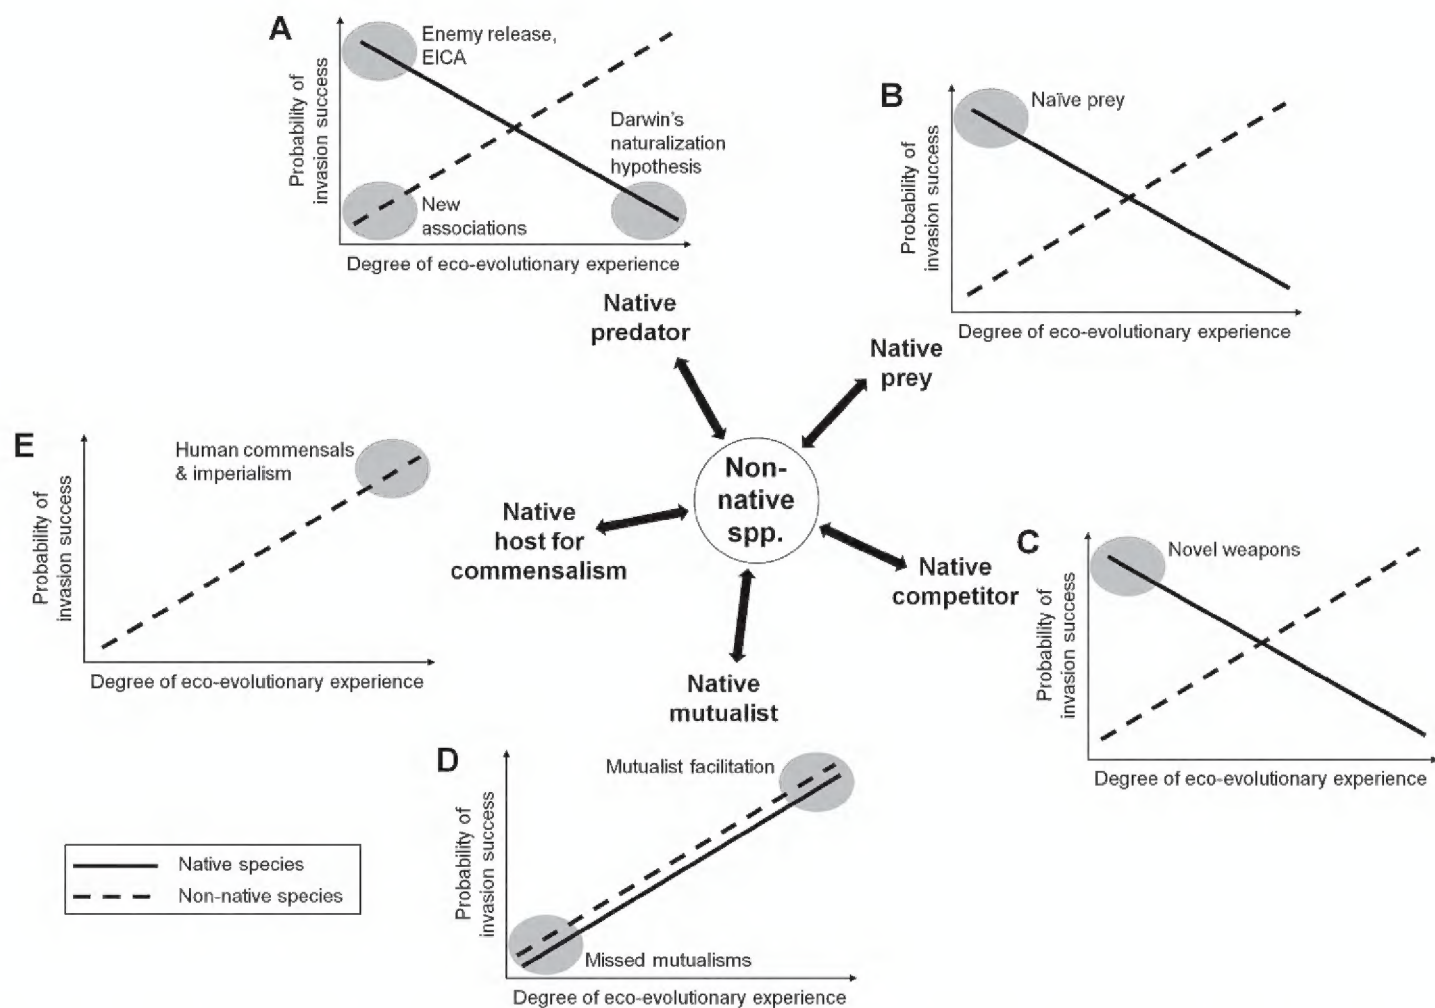 A
Enemy release,
EICA
Darwin's
naturalization
hypothesis
New
associations
Probability of
invasion success
Degree of eco-evolutionary experience
B
Naïve prey
Probability of
invasion success
Degree of eco-evolutionary experience
Native
predator
Native
prey
E
Human commensals
& imperialism
Probability of
invasion success
Degree of eco-evolutionary experience
Non-
native
spp.
Native
host for
commensalism
Native
competitor
C
Novel weapons
Probability of
invasion success
Degree of eco-evolutionary experience
Native
mutualist
D
Mutualist facilitation
Missed mutualisms
Probability of
invasion success
Degree of eco-evolutionary experience
Native species
Non-native species